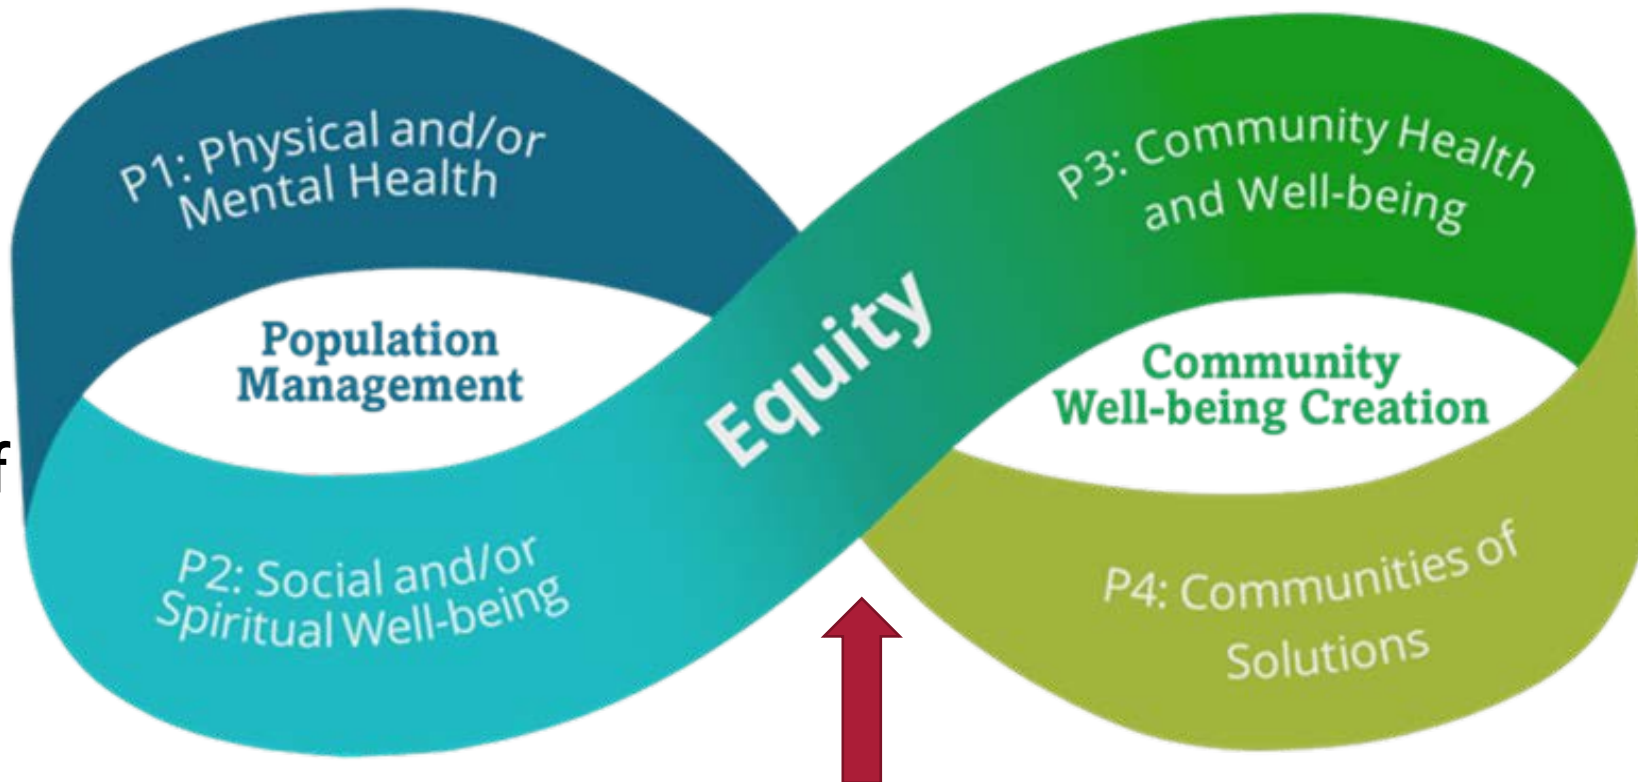 P1: Physical and/or
Mental Health
Population
Management
f
P2: Social and/or
Spiritual Well-being
Equity
P3: Community Health
and Well-being
Community
Well-being Creation
P4: Communities of
Solutions